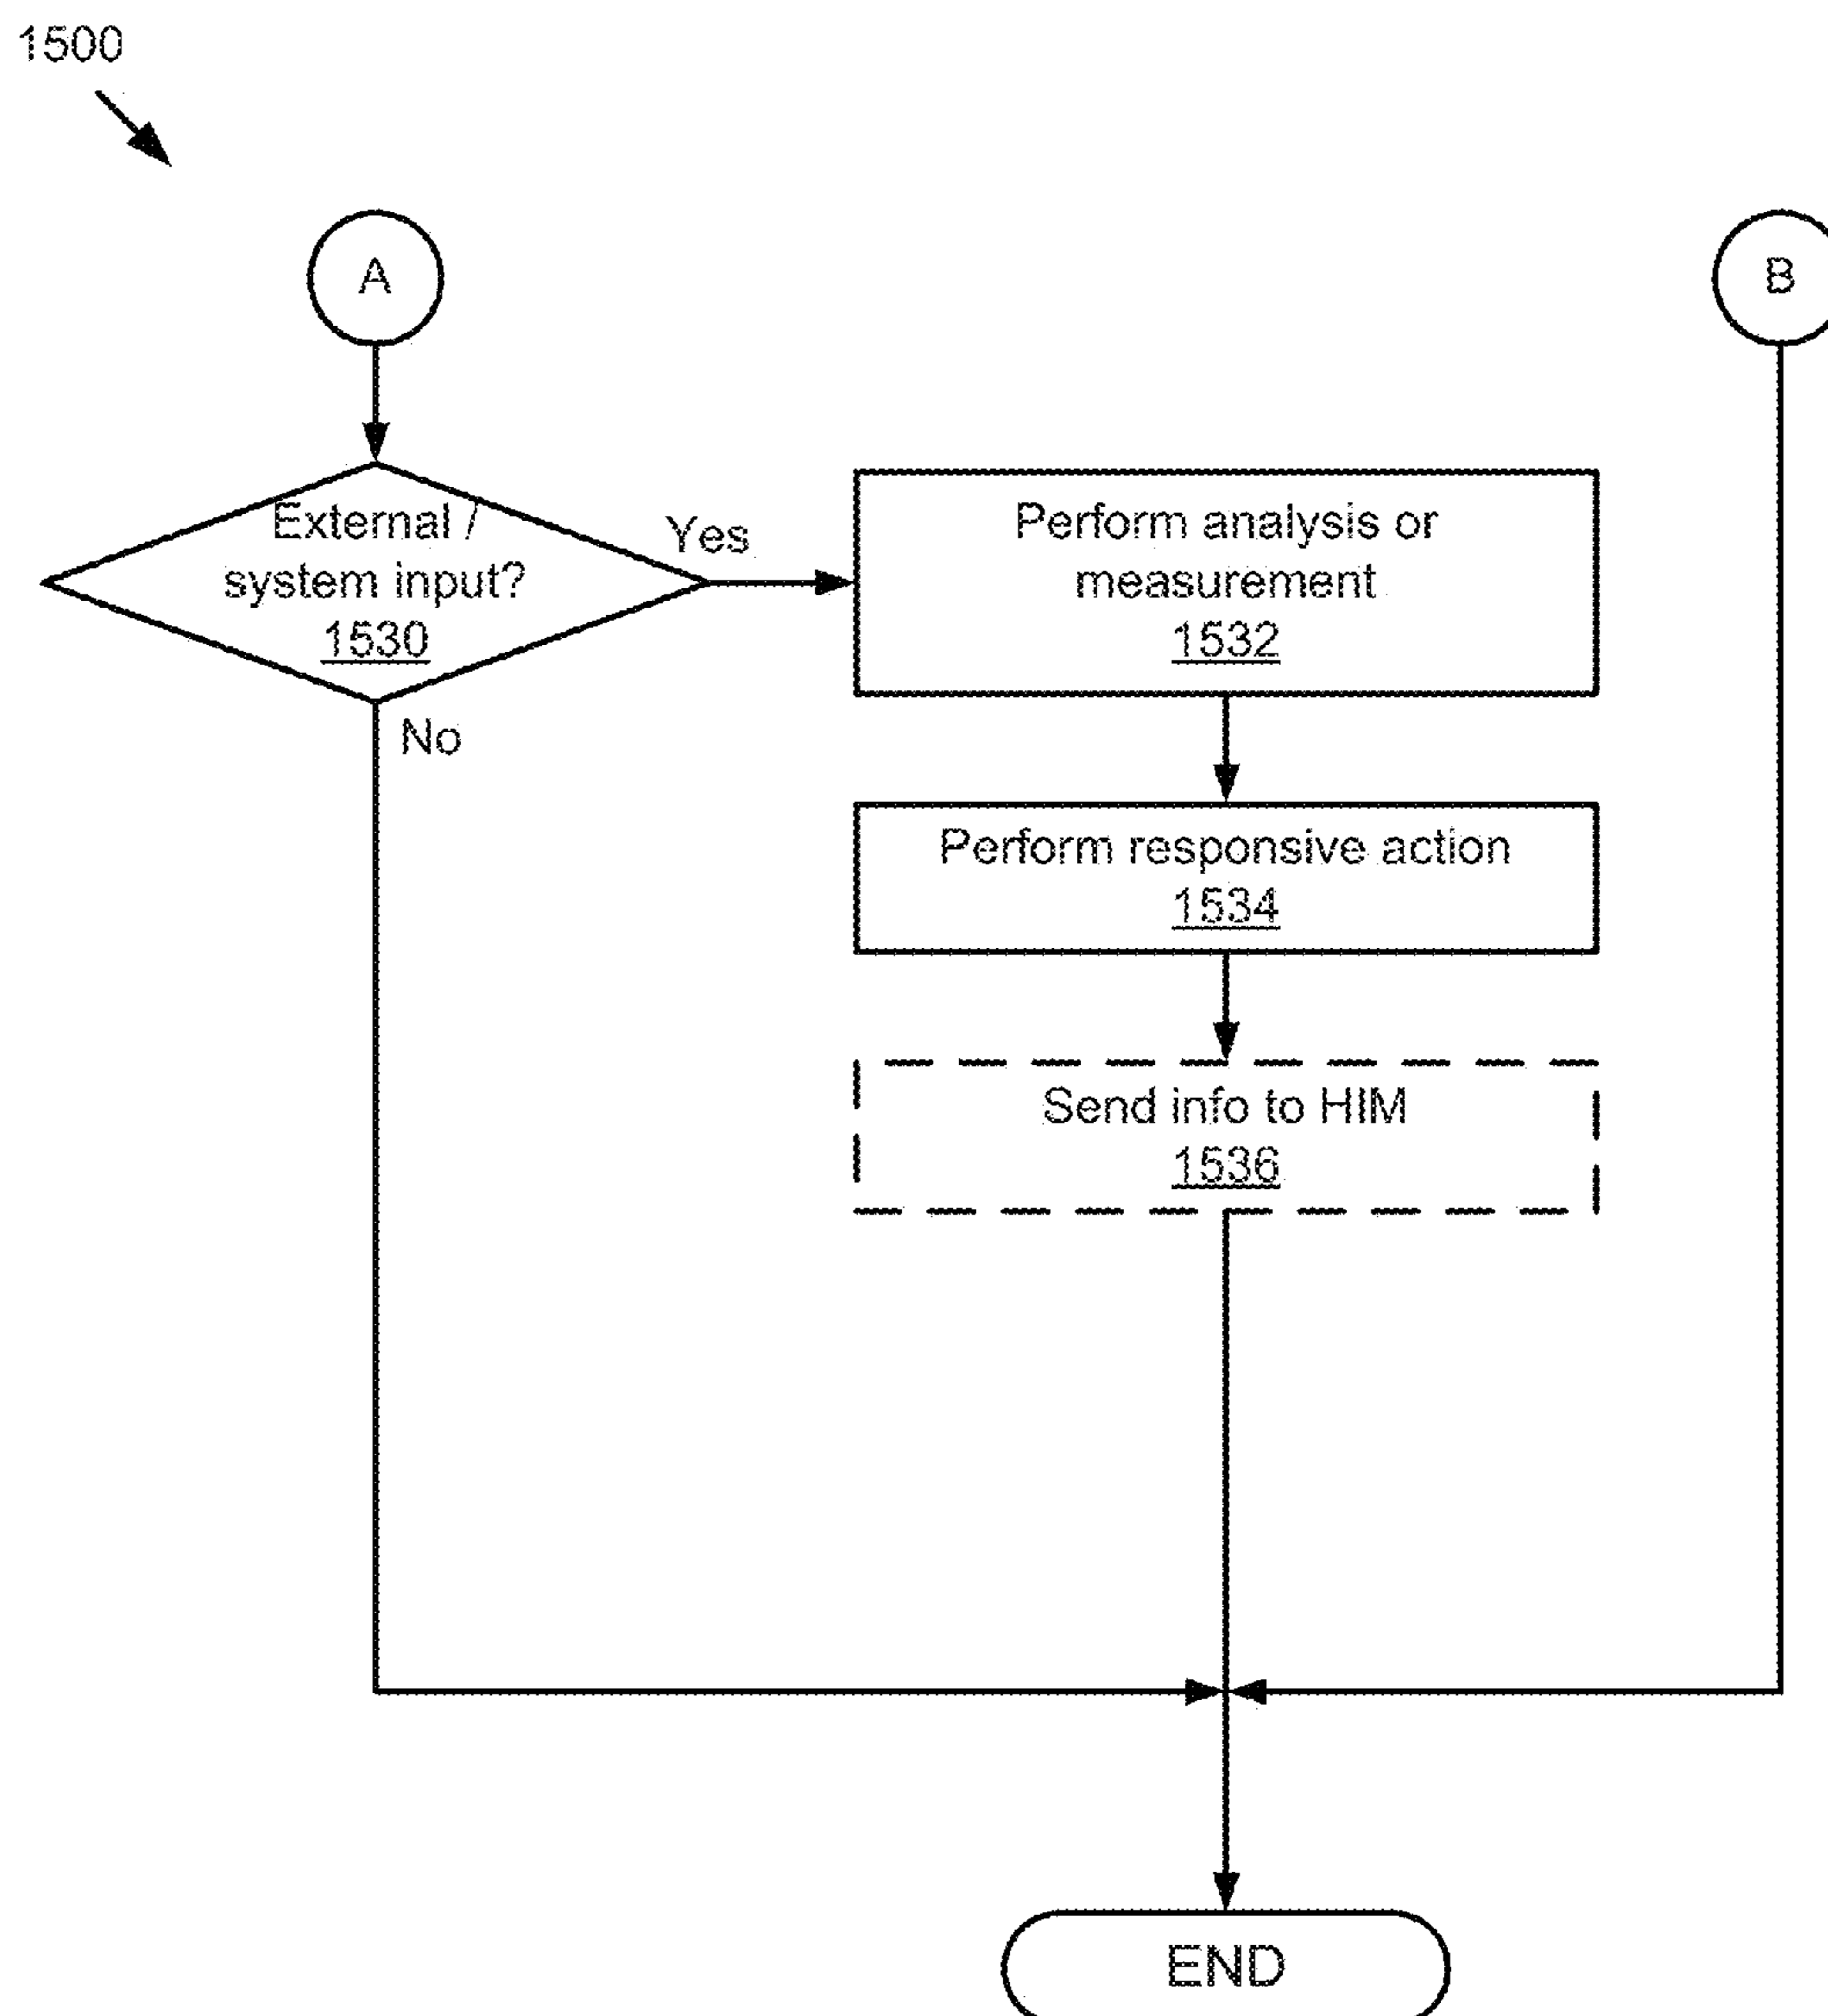 1500
A
B
External /
system input?
1530
Yes
No
Perform analysis or
measurement
1532
Perform responsive action
1534
Send info to HIM
1536
END